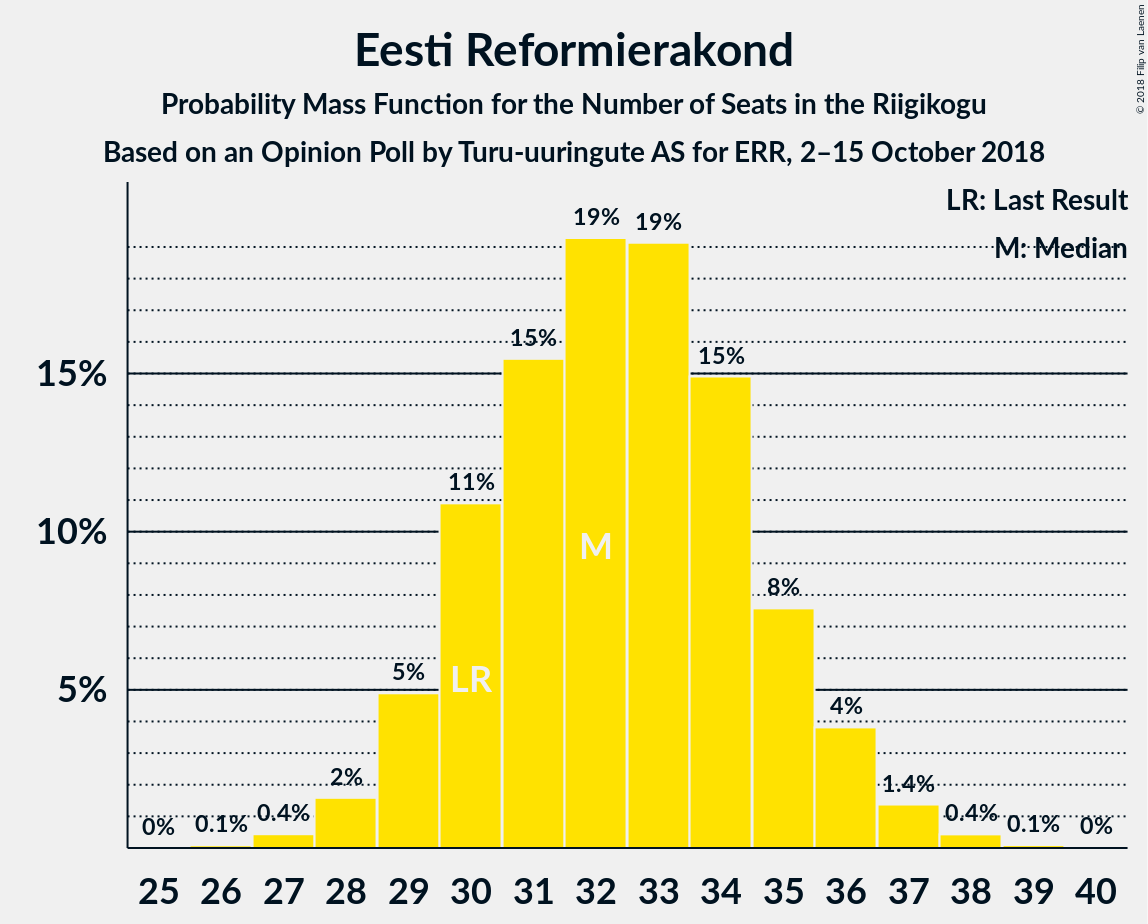 Eesti Reformierakond
Probability Mass Function for the Number of Seats in the Riigikogu
Based on an Opinion Poll by Turu-uuringute AS for ERR, 2–15 October 2018
© 2018 Filip van Laenen
LR: Last Result
M: Median
15%
10%
5%
0%
0.1%
0.4%
2%
5%
11%
15%
19%
19%
15%
8%
4%
1.4%
0.4%
0.1%
0%
LR
M
25 26 27 28 29 30 31 32 33 34 35 36 37 38 39 40